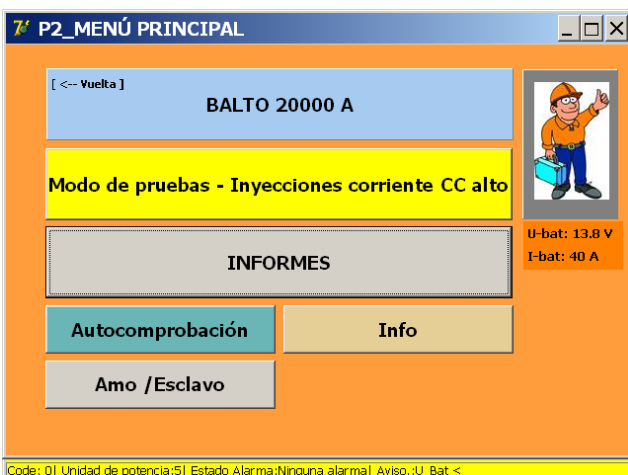 P2_MENÚ PRINCIPAL
[ <-- Vuelta ]
BALTO 20000 A
Modo de pruebas - Inyecciones corriente CC alto
U-bat: 13.8 V
I-bat: 40 A
INFORMES
Autocomprobación
Info
Amo /Esclavo
Code: 0| Unidad de potencia:5| Estado Alarma:Ninguna alarma| Aviso.:U_Bat <